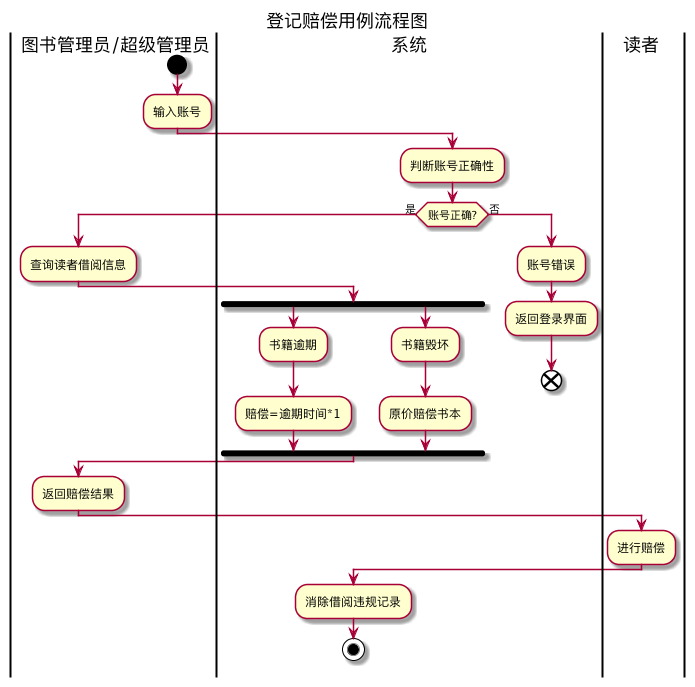 登记赔偿用例流程图
图书管理员/超级管理员
系统
读者
输入账号
判断账号正确性
是
账号正确?
否
查询读者借阅信息
账号错误
返回登录界面
书籍逾期
书籍毁坏
赔偿=逾期时间*1
原价赔偿书本
返回赔偿结果
进行赔偿
消除借阅违规记录